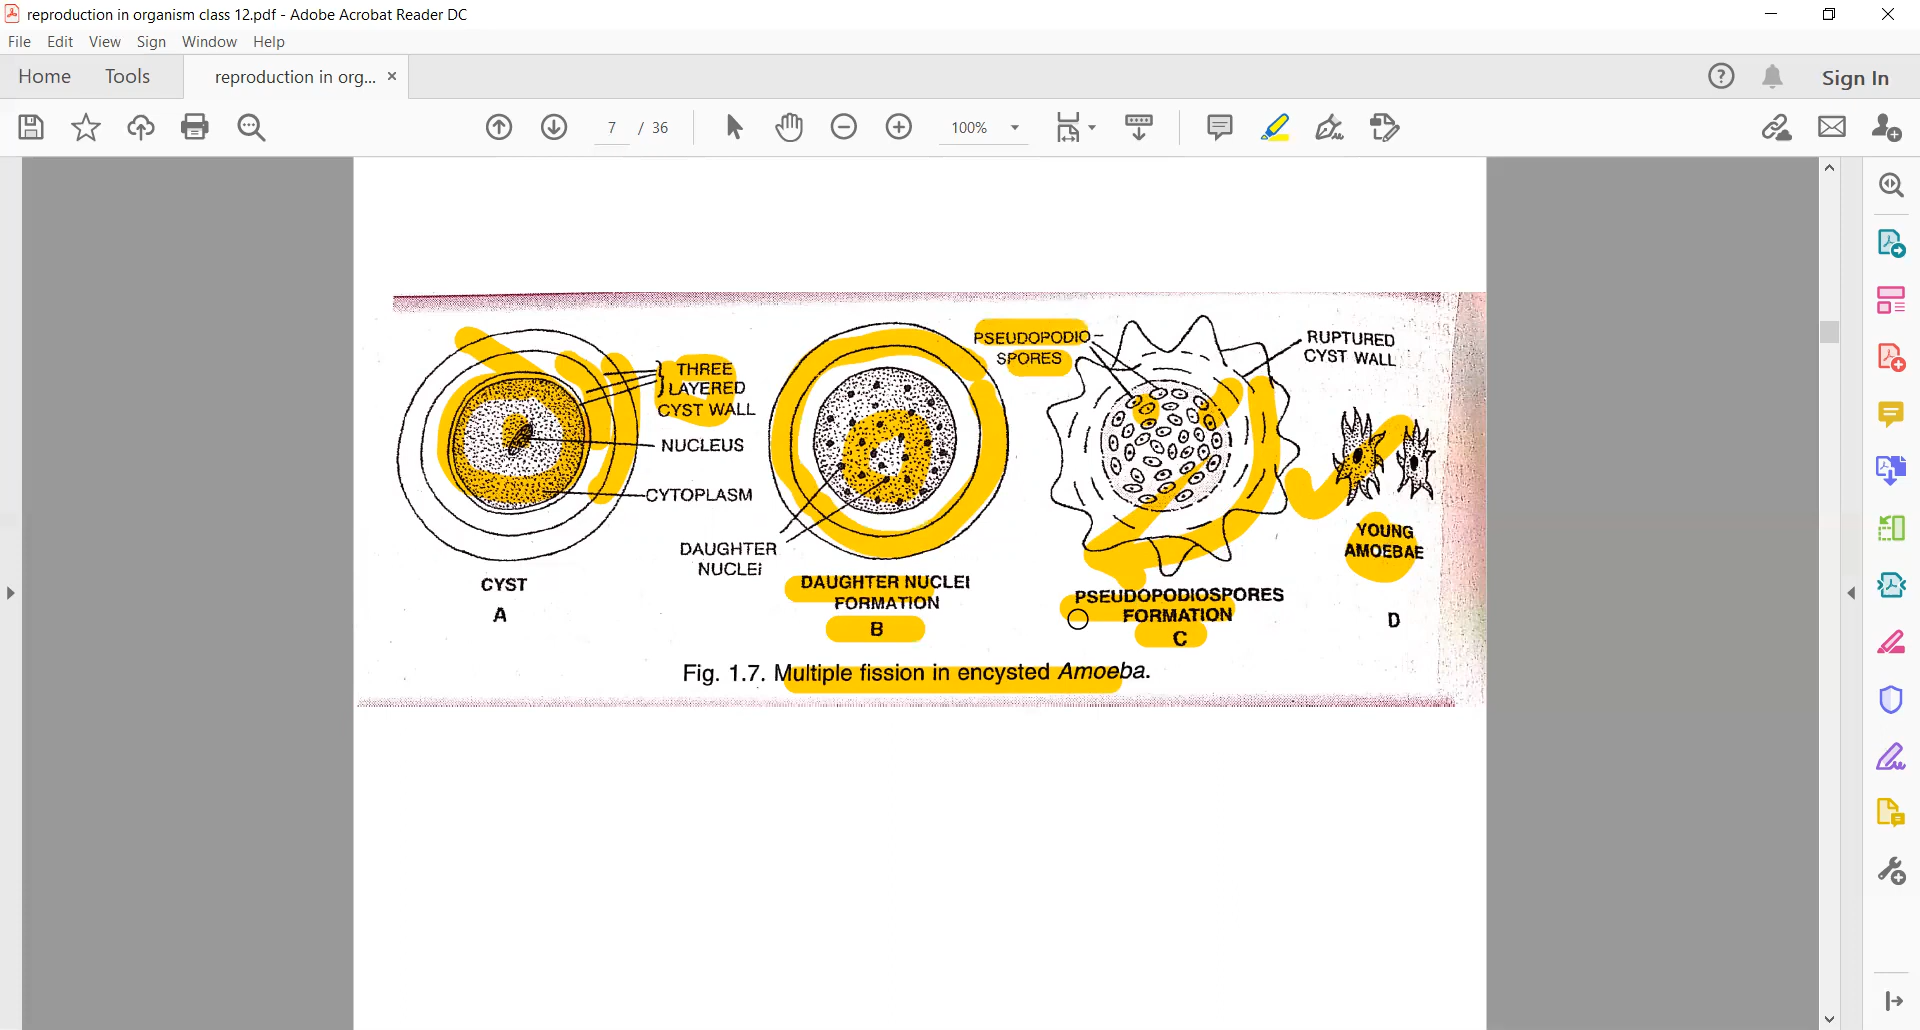 reproduction in organism class 12.pdf - Adobe Acrobat Reader DC
File Edit View Sign Window Help
Home Tools reproduction in org... ×
Sign In
7 / 36
100%
THREE
LAYERED
CYST WALL
NUCLEUS
CYTOPLASM
CYST
A
DAUGHTER
NUCLEI
DAUGHTER NUCLEI
FORMATION
B
PSEUDOPODIO-
SPORES
RUPTURED
CYST WALL
PSEUDOPODIOSPORES
FORMATION
C
YOUNG
AMOEBAE
D
Fig. 1.7. Multiple fission in encysted Amoeba.